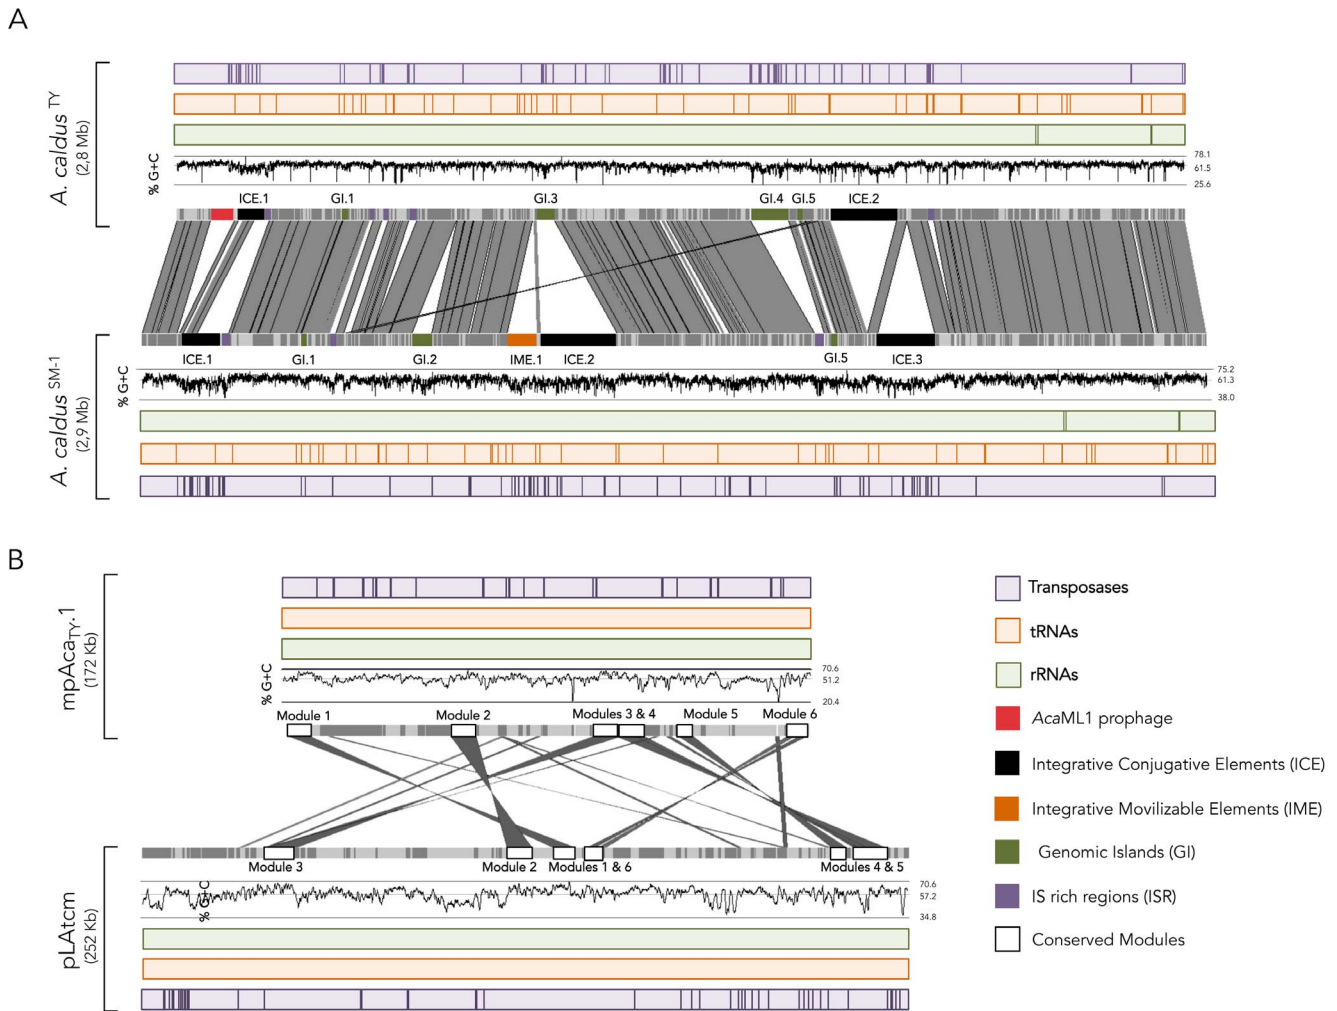 A
A. caldus TY
(2,8 Mb)
% G+C
78.1
61.5
25.6
ICE.1
GI.1
GI.3
GI.4
GI.5
ICE.2
A. caldus SM-1
(2,9 Mb)
ICE.1
GI.1
GI.2
IME.1
ICE.2
GI.5
ICE.3
% G+C
75.2
61.3
38.0
B
mpAcaTY.1
(172 Kb)
% G+C
70.6
51.2
20.4
Module 1
Module 2
Modules 3 & 4
Module 5
Module 6
pLAtcm
(252 Kb)
Module 3
Module 2
Modules 1 & 6
Modules 4 & 5
% G+C
70.6
57.2
34.8
Transposases
tRNAs
rRNAs
AcaML1 prophage
Integrative Conjugative Elements (ICE)
Integrative Movilizable Elements (IME)
Genomic Islands (GI)
IS rich regions (ISR)
Conserved Modules